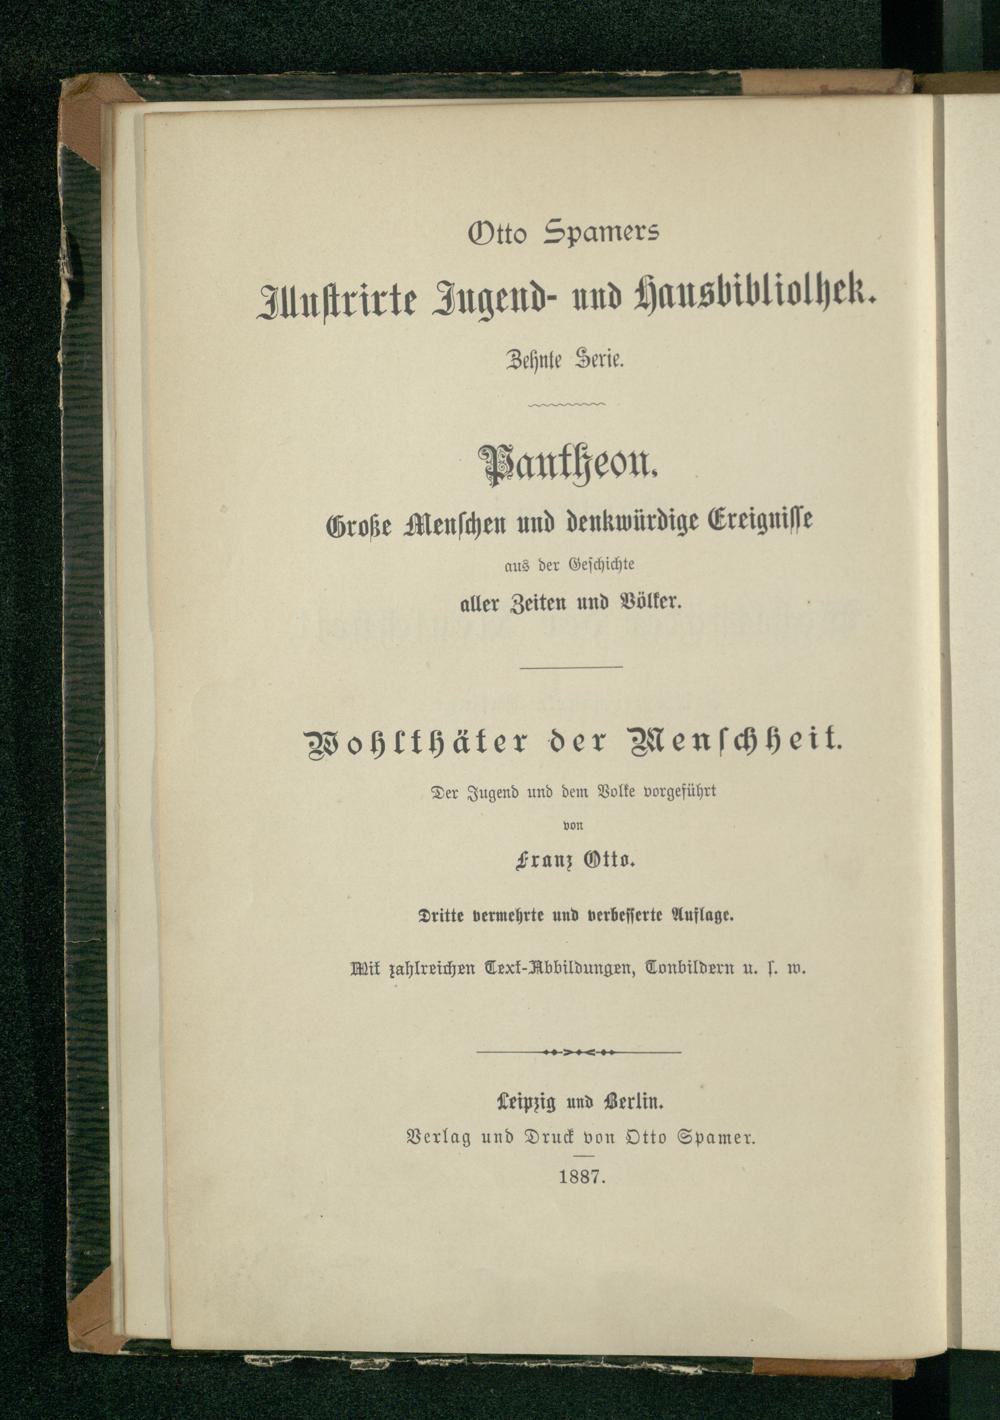 Otto Spamers
Illustrirte Jugend- und Hausbibliothek.
Zehnte Serie.
Pantheon.
Große Menschen und denkwürdige Ereignisse
aus der Geschichte
aller Zeiten und Völker.
Wohlthäter der Menschheit.
Der Jugend und dem Volke vorgeführt
von
Franz Otto.
Dritte vermehrte und verbesserte Auflage.
Mit zahlreichen Text-Abbildungen, Tonbildern u. s. w.
Leipzig und Berlin.
Verlag und Druck von Otto Spamer.
1887.